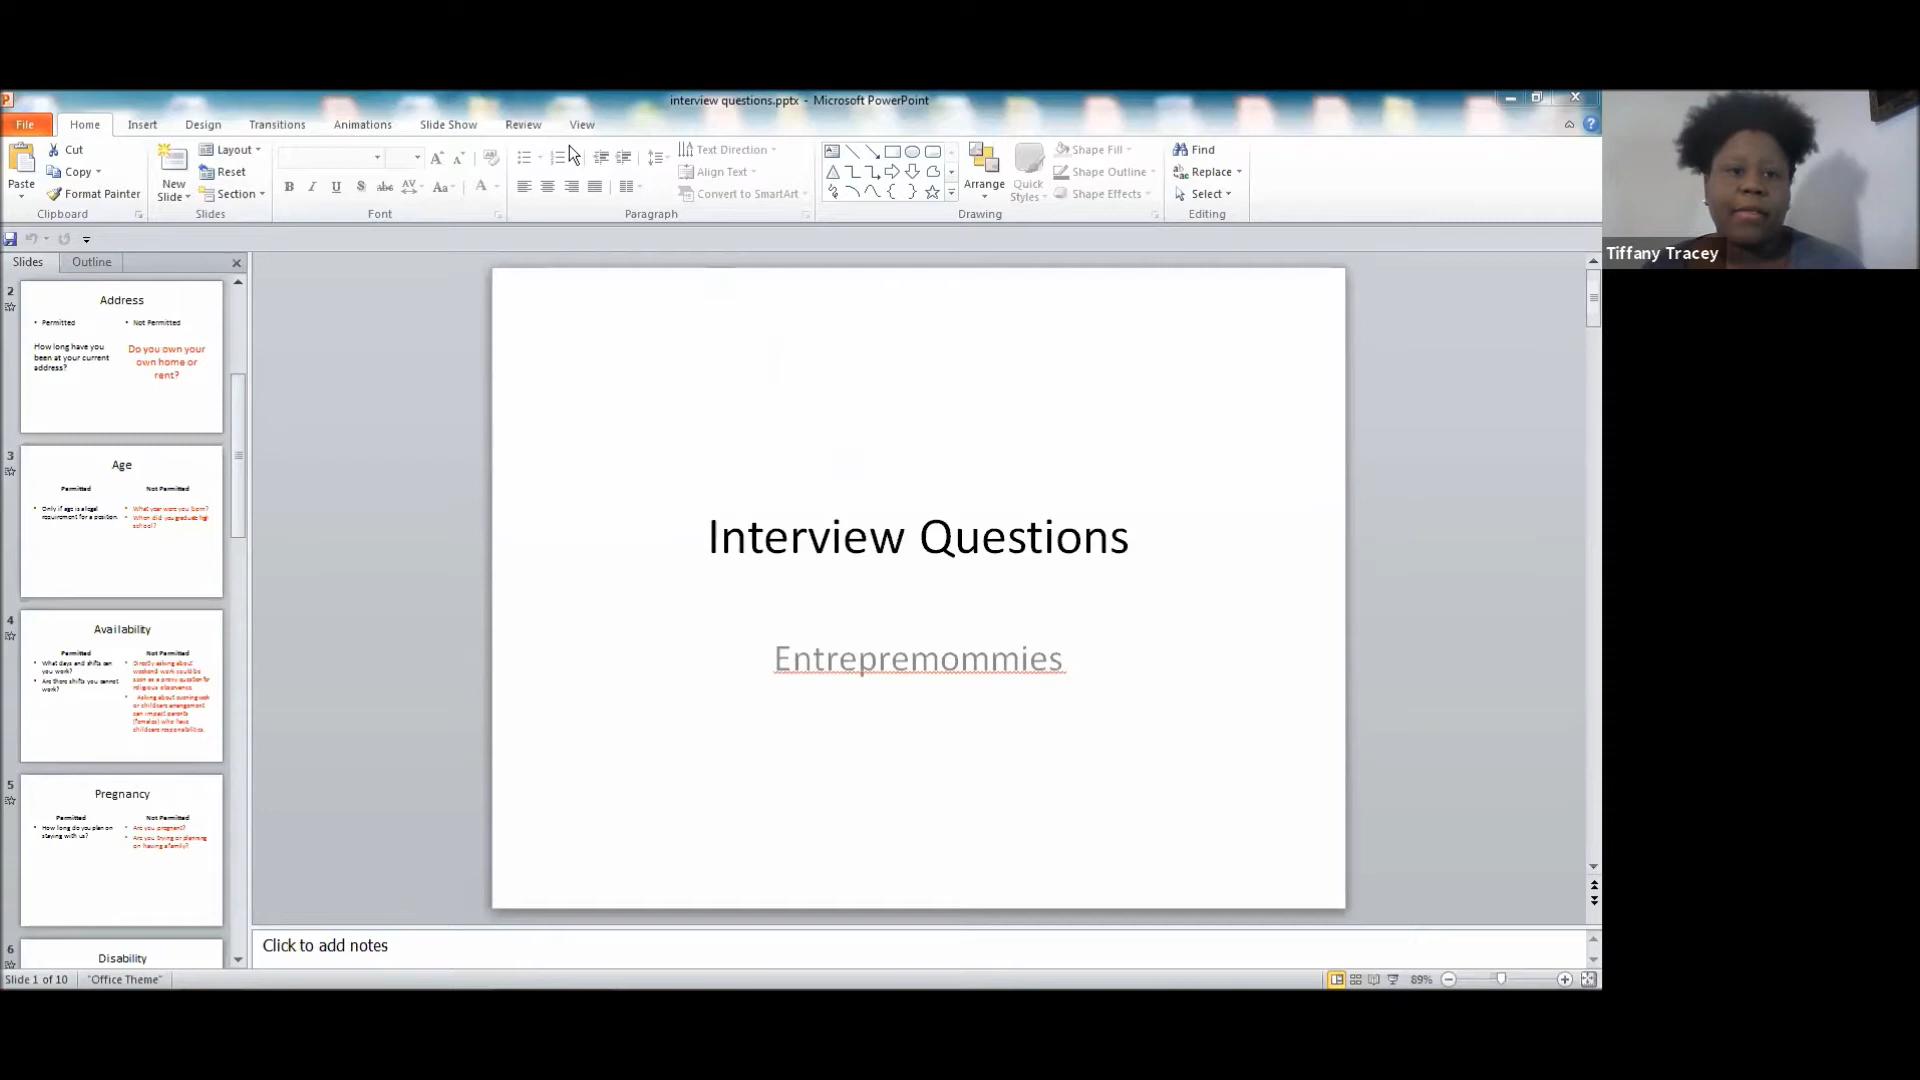 interview questions.pptx - Microsoft PowerPoint
File Home Insert Design Transitions Animations Slide Show Review View
Paste
Cut
Copy
Format Painter
Clipboard
New Slide
Layout
Reset
Section
Slides
B I U S abc AV Aa A
Font
Text Direction
Align Text
Convert to SmartArt
Paragraph
Arrange
Quick Styles
Shape Fill
Shape Outline
Shape Effects
Drawing
Find
Replace
Select
Editing
Tiffany Tracey
Slides Outline
2
Address
• Permitted
How long have you
been at your current
address?
• Not Permitted
Do you own your
own home or
rent?
3
Age
Permitted
• Only if age is a legal
requirement for a position
Not Permitted
• What year were you born?
• When did you graduate high
school?
4
Availability
Permitted
• What days and shifts can
you work?
• Are there shifts you cannot
work?
Not Permitted
• Directly asking about
weekend work could be
seen as a proxy question for
religious observance.
• Asking about evening work
or childcare arrangement
can impact parents
(females) who have
childcare responsibilities.
5
Pregnancy
Permitted
• How long do you plan on
staying with us?
Not Permitted
• Are you pregnant?
• Are you trying or planning
on having a family?
6
Disability
Interview Questions
Entrepremommies
Click to add notes
Slide 1 of 10 "Office Theme" 89%